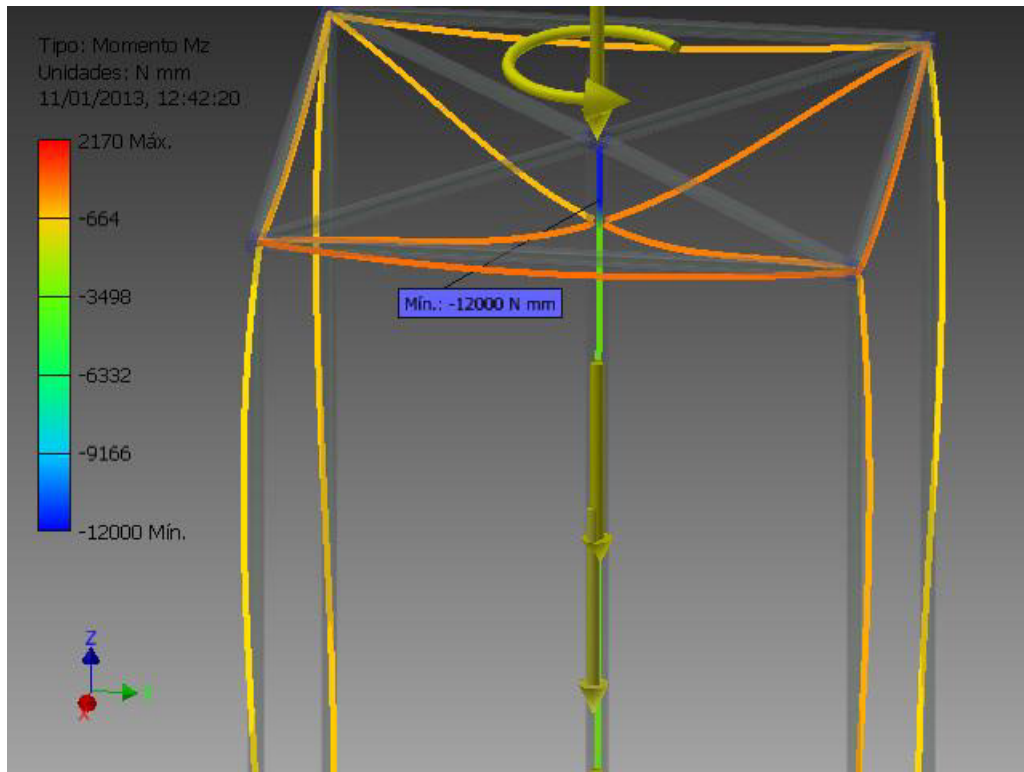 Tipo: Momento Mz
Unidades: N mm
11/01/2013, 12:42:20
2170 Máx.
-664
-3498
-6332
-9166
-12000 Mín.
Mín.: -12000 N mm
Z
X